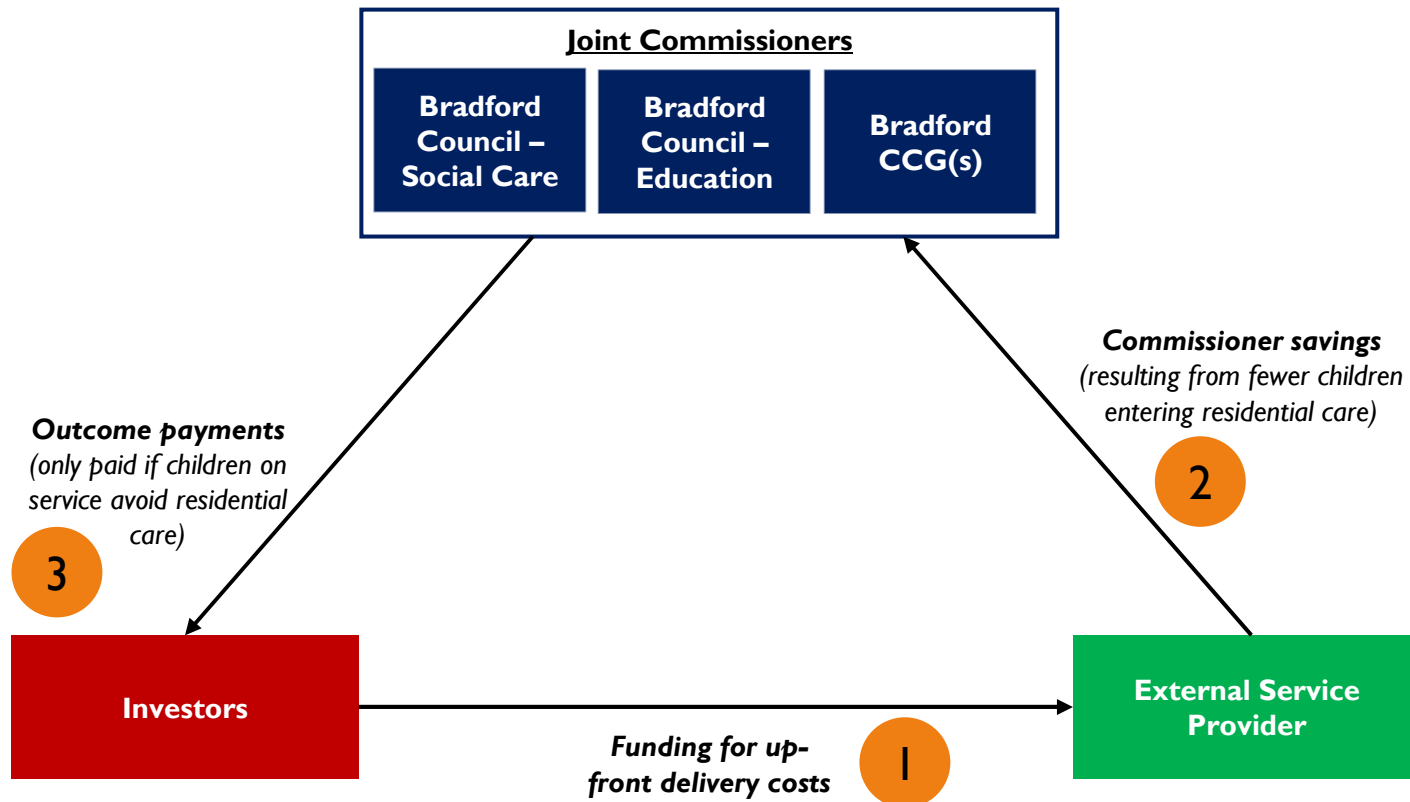 Joint Commissioners
Bradford
Council –
Social Care
Bradford
Council –
Education
Bradford
CCG(s)
Commissioner savings
(resulting from fewer children
entering residential care)
2
Outcome payments
(only paid if children on
service avoid residential
care)
3
Investors
External Service
Provider
Funding for up-
front delivery costs
1